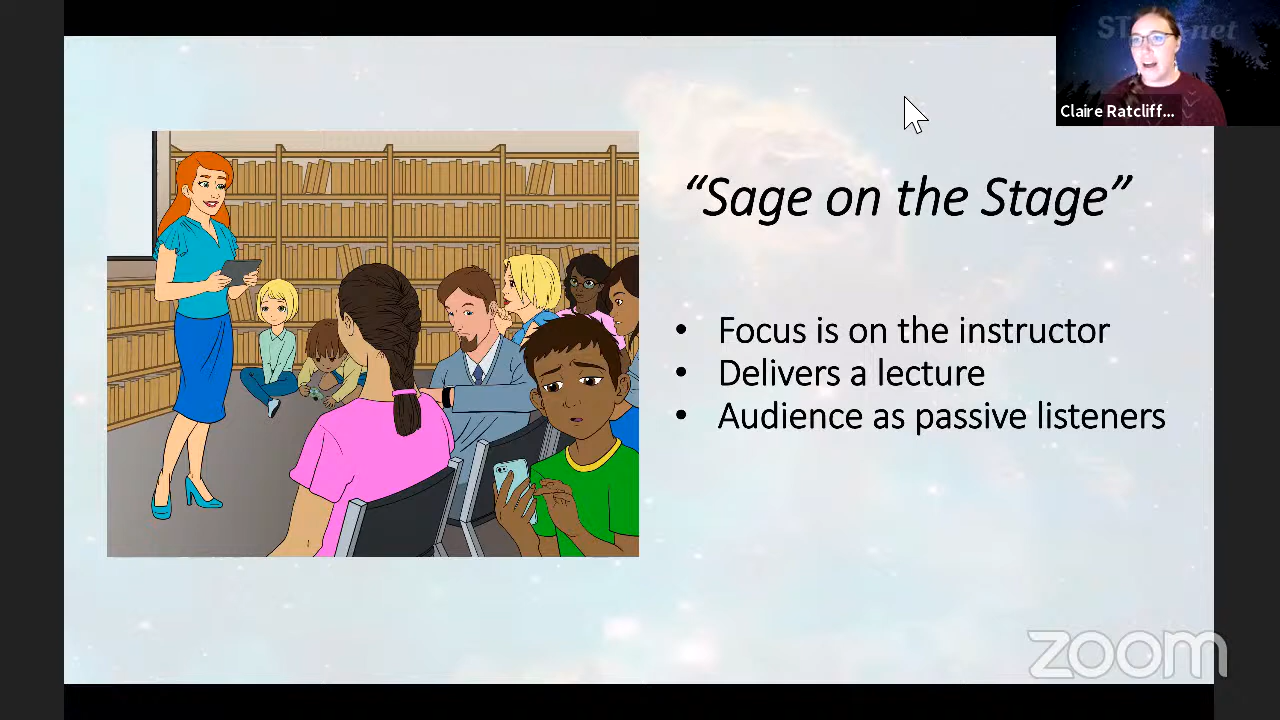 Claire Ratcliff...
“Sage on the Stage”
• Focus is on the instructor
• Delivers a lecture
• Audience as passive listeners
zoom